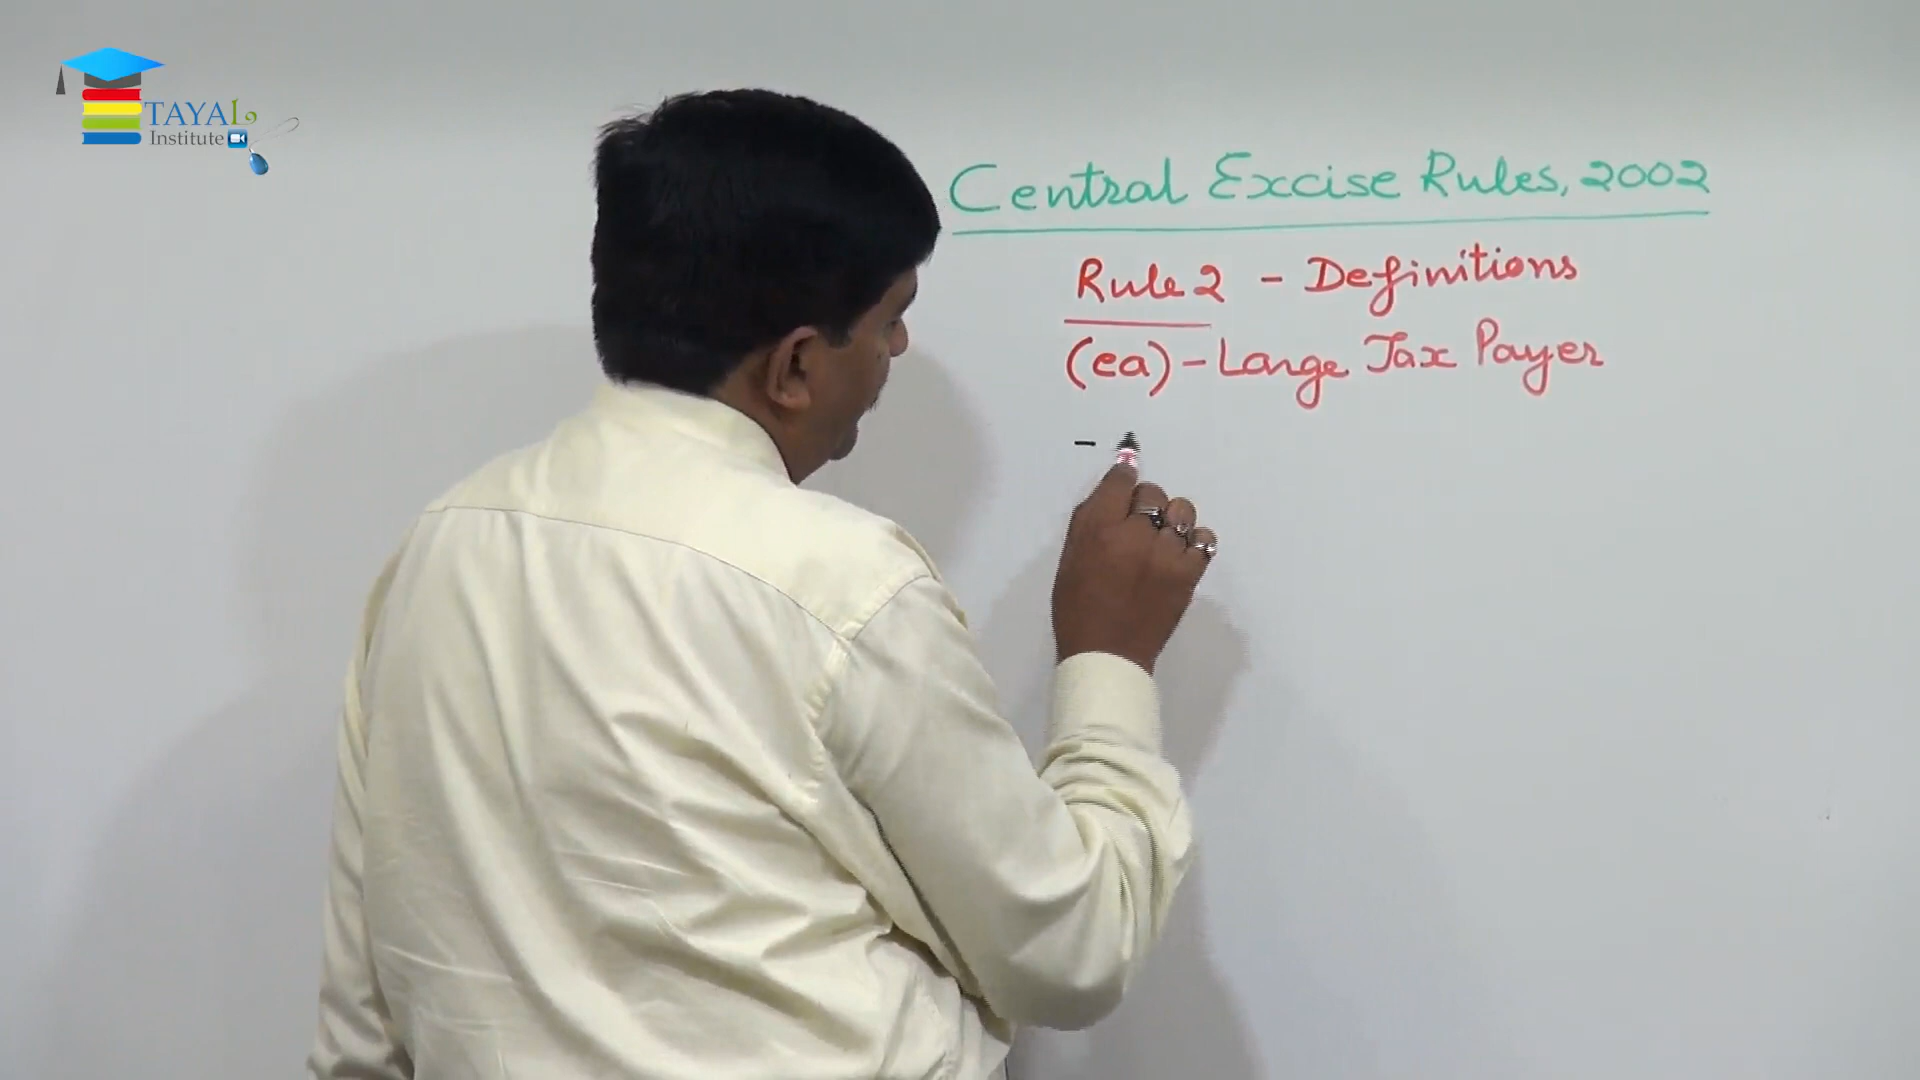 TAYAL
Institute
Central Excise Rules, 2002
Rule 2 - Definitions
(ea) - Large Tax Payer
-